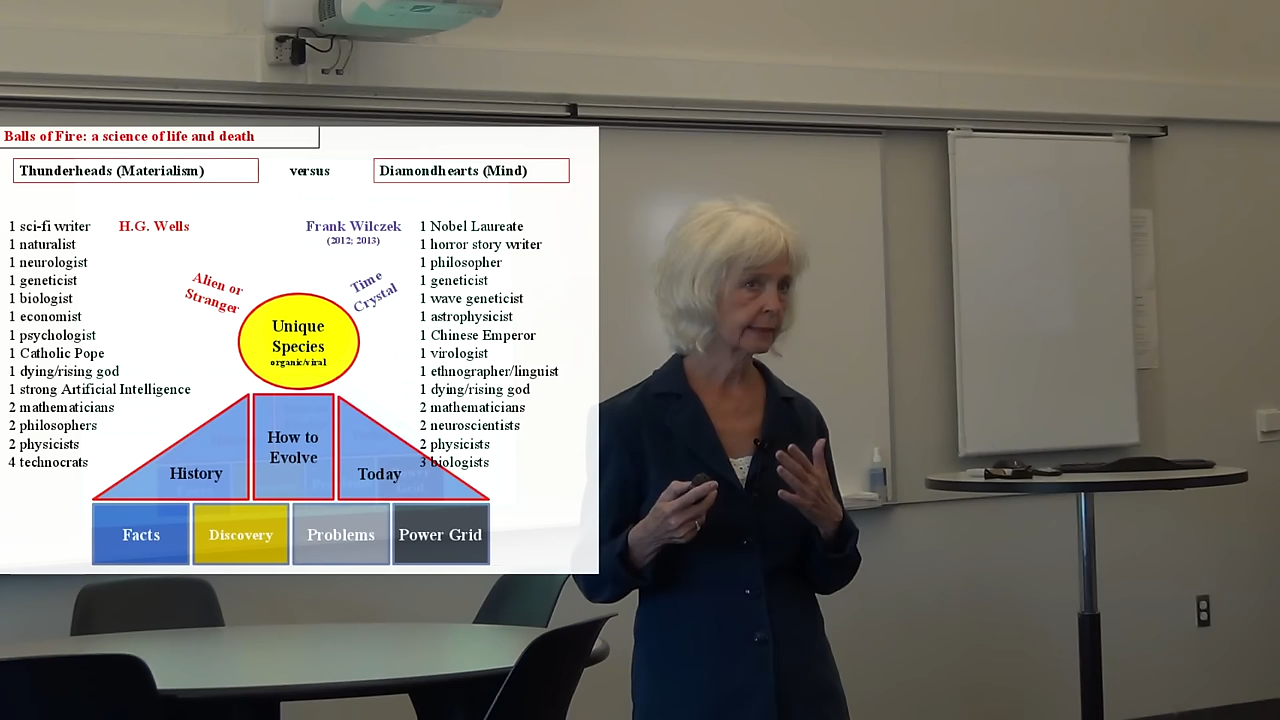 Balls of Fire: a science of life and death
Thunderheads (Materialism)
versus
Diamondhearts (Mind)
1 sci-fi writer
1 naturalist
1 neurologist
1 geneticist
1 biologist
1 economist
1 psychologist
1 Catholic Pope
1 dying/rising god
1 strong Artificial Intelligence
2 mathematicians
2 philosophers
2 physicists
4 technocrats
H.G. Wells
Frank Wilczek
(2012; 2013)
Alien or
Stranger
Time
Crystal
Unique
Species
organic/viral
1 Nobel Laureate
1 horror story writer
1 philosopher
1 geneticist
1 wave geneticist
1 astrophysicist
1 Chinese Emperor
1 virologist
1 ethnographer/linguist
1 dying/rising god
2 mathematicians
2 neuroscientists
2 physicists
3 biologists
History
How to
Evolve
Today
Facts
Discovery
Problems
Power Grid